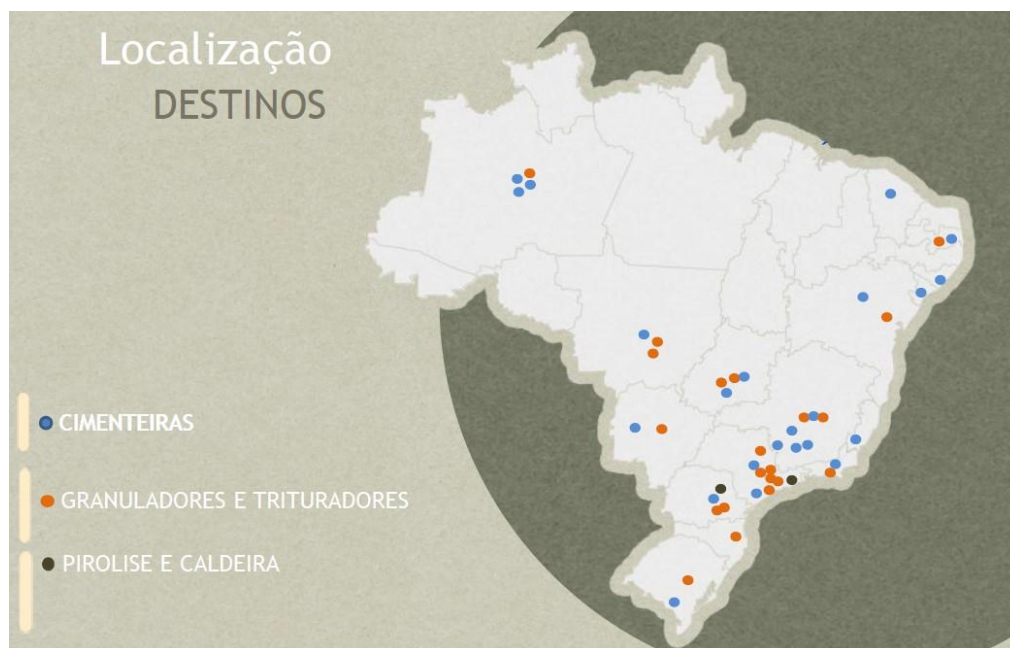 Localização
DESTINOS
CIMENTEIRAS
GRANULADORES E TRITURADORES
PIROLISE E CALDEIRA